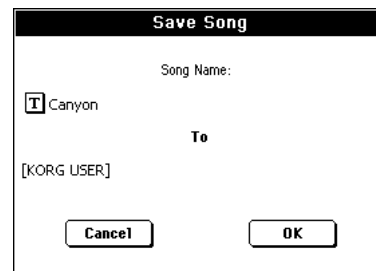 Save Song
Song Name:
T Canyon
To
[KORG USER]
Cancel OK